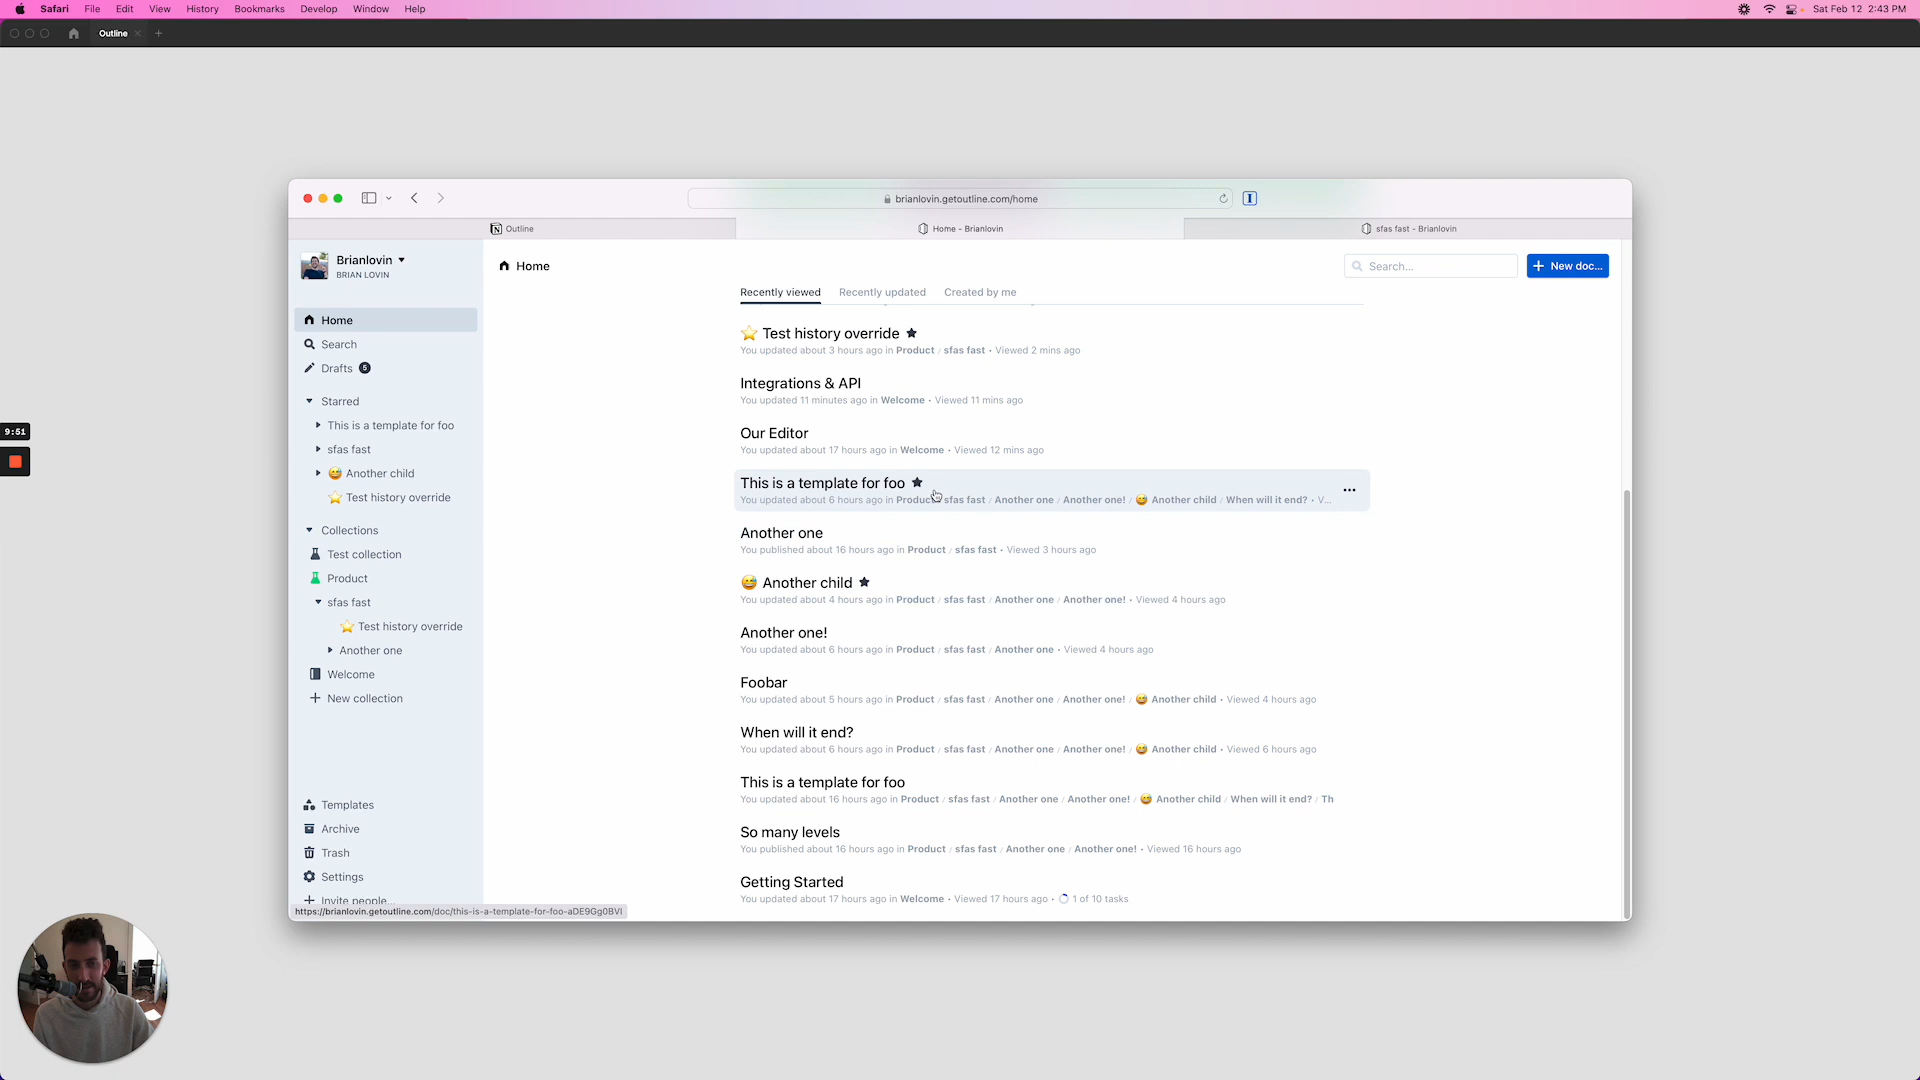 Safari File Edit View History Bookmarks Develop Window Help
Sat Feb 12 2:43 PM
Outline
brianlovin.getoutline.com/home
Outline
Home - Brianlovin
sfas fast - Brianlovin
Brianlovin
BRIAN LOVIN
Home
Search
Drafts 5
Starred
This is a template for foo
sfas fast
😅 Another child
⭐ Test history override
Collections
Test collection
Product
sfas fast
⭐ Test history override
Another one
Welcome
New collection
Templates
Archive
Trash
Settings
Invite people...
https://brianlovin.getoutline.com/doc/this-is-a-template-for-foo-aDE9Gg0BVI
Home
Search...
New doc...
Recently viewed
Recently updated
Created by me
⭐ Test history override
You updated about 3 hours ago in Product / sfas fast • Viewed 2 mins ago
Integrations & API
You updated 11 minutes ago in Welcome • Viewed 11 mins ago
Our Editor
You updated about 17 hours ago in Welcome • Viewed 12 mins ago
This is a template for foo
You updated about 6 hours ago in Product / sfas fast / Another one / Another one! / 😅 Another child / When will it end? • V...
Another one
You published about 16 hours ago in Product / sfas fast • Viewed 3 hours ago
😅 Another child
You updated about 4 hours ago in Product / sfas fast / Another one / Another one! • Viewed 4 hours ago
Another one!
You updated about 6 hours ago in Product / sfas fast / Another one • Viewed 4 hours ago
Foobar
You updated about 5 hours ago in Product / sfas fast / Another one / Another one! / 😅 Another child • Viewed 4 hours ago
When will it end?
You updated about 6 hours ago in Product / sfas fast / Another one / Another one! / 😅 Another child • Viewed 6 hours ago
This is a template for foo
You updated about 16 hours ago in Product / sfas fast / Another one / Another one! / 😅 Another child / When will it end? / Th
So many levels
You published about 16 hours ago in Product / sfas fast / Another one / Another one! • Viewed 16 hours ago
Getting Started
You updated about 17 hours ago in Welcome • Viewed 17 hours ago • 1 of 10 tasks
9:51